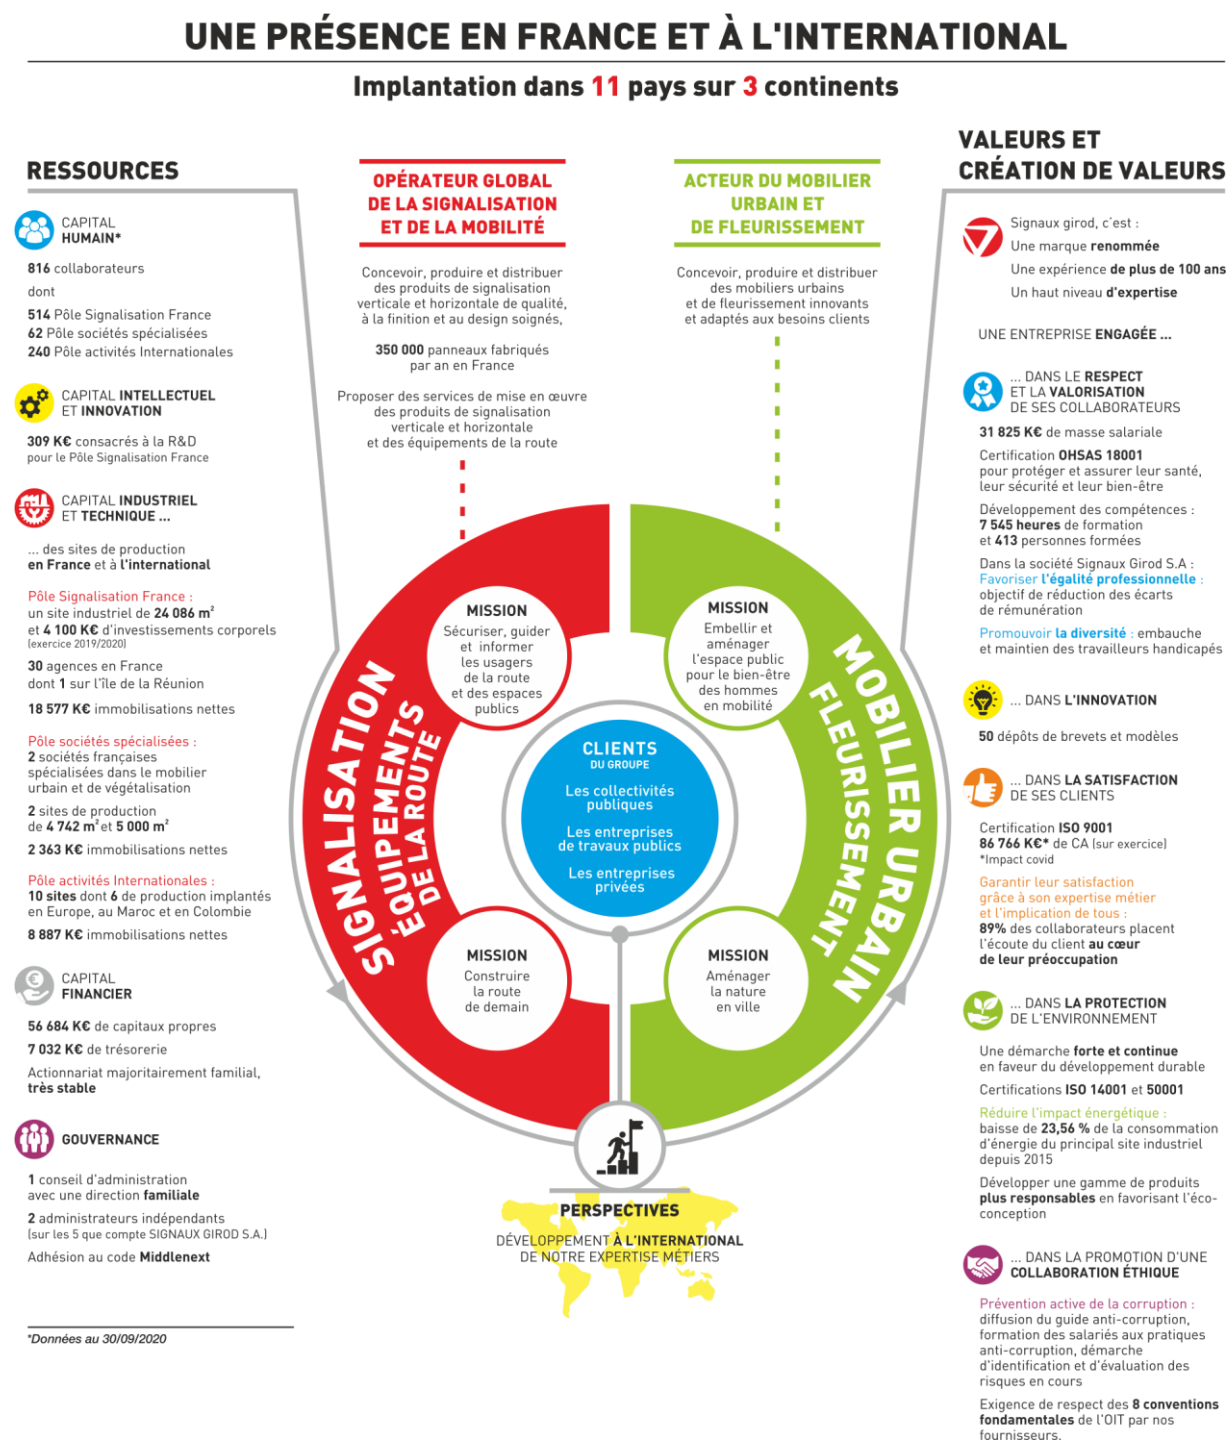 UNE PRÉSENCE EN FRANCE ET À L'INTERNATIONAL
Implantation dans 11 pays sur 3 continents
RESSOURCES
CAPITAL
HUMAIN*
816 collaborateurs
dont
514 Pôle Signalisation France
62 Pôle sociétés spécialisées
240 Pôle activités Internationales
CAPITAL INTELLECTUEL
ET INNOVATION
309 K€ consacrés à la R&D
pour le Pôle Signalisation France
CAPITAL INDUSTRIEL
ET TECHNIQUE ...
... des sites de production
en France et à l'international
Pôle Signalisation France :
un site industriel de 24 086 m²
et 4 100 K€ d'investissements corporels
(exercice 2019/2020)
30 agences en France
dont 1 sur l'île de la Réunion
18 577 K€ immobilisations nettes
Pôle sociétés spécialisées :
2 sociétés françaises
spécialisées dans le mobilier
urbain et de végétalisation
2 sites de production
de 4 742 m² et 5 000 m²
2 363 K€ immobilisations nettes
Pôle activités Internationales :
10 sites dont 6 de production implantés
en Europe, au Maroc et en Colombie
8 887 K€ immobilisations nettes
CAPITAL
FINANCIER
56 684 K€ de capitaux propres
7 032 K€ de trésorerie
Actionnariat majoritairement familial,
très stable
GOUVERNANCE
1 conseil d'administration
avec une direction familiale
2 administrateurs indépendants
(sur les 5 que compte SIGNAUX GIROD S.A.)
Adhésion au code Middlenext
*Données au 30/09/2020
OPÉRATEUR GLOBAL
DE LA SIGNALISATION
ET DE LA MOBILITÉ
Concevoir, produire et distribuer
des produits de signalisation
verticale et horizontale de qualité,
à la finition et au design soignés,
350 000 panneaux fabriqués
par an en France
Proposer des services de mise en œuvre
des produits de signalisation
verticale et horizontale
et des équipements de la route
ACTEUR DU MOBILIER
URBAIN ET
DE FLEURISSEMENT
Concevoir, produire et distribuer
des mobiliers urbains
et de fleurissement innovants
et adaptés aux besoins clients
SIGNALISATION
ÉQUIPEMENTS
DE LA ROUTE
MISSION
Sécuriser, guider
et informer
les usagers
de la route
et des espaces
publics
MISSION
Construire
la route
de demain
MISSION
Embellir et
aménager
l'espace public
pour le bien-être
des hommes
en mobilité
MISSION
Aménager
la nature
en ville
MOBILIER URBAIN
FLEURISSEMENT
CLIENTS
DU GROUPE
Les collectivités
publiques
Les entreprises
de travaux publics
Les entreprises
privées
PERSPECTIVES
DÉVELOPPEMENT À L'INTERNATIONAL
DE NOTRE EXPERTISE MÉTIERS
VALEURS ET
CRÉATION DE VALEURS
Signaux girod, c'est :
Une marque renommée
Une expérience de plus de 100 ans
Un haut niveau d'expertise
UNE ENTREPRISE ENGAGÉE ...
... DANS LE RESPECT
ET LA VALORISATION
DE SES COLLABORATEURS
31 825 K€ de masse salariale
Certification OHSAS 18001
pour protéger et assurer leur santé,
leur sécurité et leur bien-être
Développement des compétences :
7 545 heures de formation
et 413 personnes formées
Dans la société Signaux Girod S.A :
Favoriser l'égalité professionnelle :
objectif de réduction des écarts
de rémunération
Promouvoir la diversité : embauche
et maintien des travailleurs handicapés
... DANS L'INNOVATION
50 dépôts de brevets et modèles
... DANS LA SATISFACTION
DE SES CLIENTS
Certification ISO 9001
86 766 K€* de CA (sur exercice)
*Impact covid
Garantir leur satisfaction
grâce à son expertise métier
et l'implication de tous :
89% des collaborateurs placent
l'écoute du client au cœur
de leur préoccupation
... DANS LA PROTECTION
DE L'ENVIRONNEMENT
Une démarche forte et continue
en faveur du développement durable
Certifications ISO 14001 et 50001
Réduire l'impact énergétique :
baisse de 23,56 % de la consommation
d'énergie du principal site industriel
depuis 2015
Développer une gamme de produits
plus responsables en favorisant l'éco-
conception
... DANS LA PROMOTION D'UNE
COLLABORATION ÉTHIQUE
Prévention active de la corruption :
diffusion du guide anti-corruption,
formation des salariés aux pratiques
anti-corruption, démarche
d'identification et d'évaluation des
risques en cours
Exigence de respect des 8 conventions
fondamentales de l'OIT par nos
fournisseurs.